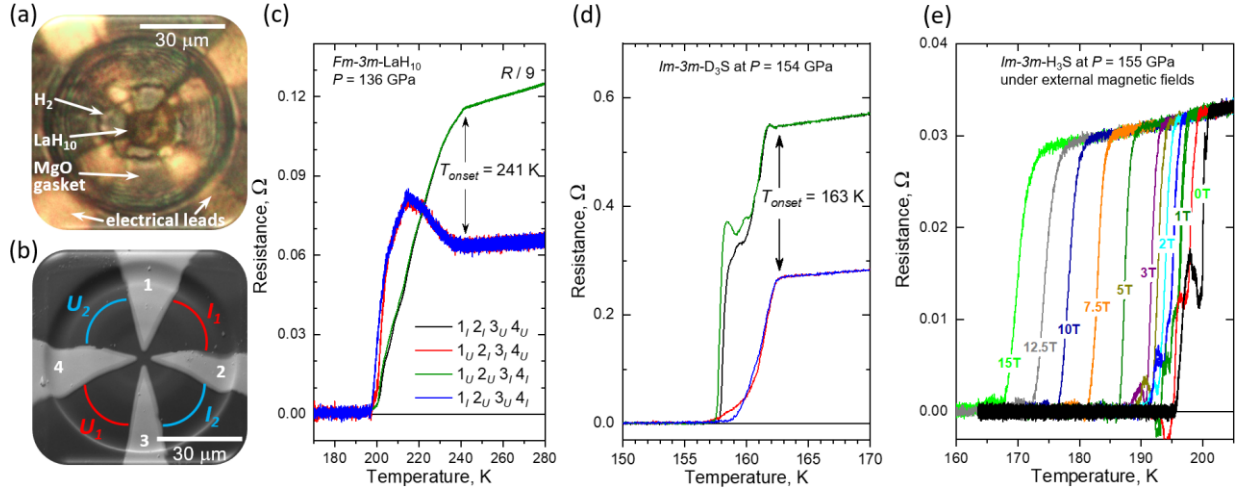 (a)
30 μm
H2
LaH10
MgO
gasket
electrical leads
(b)
1
U2
I1
4
2
U1
I2
3
30 μm
(c)
Fm-3m-LaH10
P = 136 GPa
R / 9
Tonset = 241 K
1I 2I 3U 4U
1U 2I 3I 4U
1U 2U 3I 4I
1I 2U 3U 4I
Resistance, Ω
0.12
0.09
0.06
0.03
0.00
180 200 220 240 260 280
Temperature, K
(d)
Im-3m-D3S at P = 154 GPa
Tonset = 163 K
Resistance, Ω
0.6
0.3
0.0
150 155 160 165 170
Temperature, K
(e)
Im-3m-H3S at P = 155 GPa
under external magnetic fields
0T
1T
2T
3T
5T
7.5T
10T
12.5T
15T
Resistance, Ω
0.04
0.03
0.02
0.01
0.00
160 170 180 190 200
Temperature, K